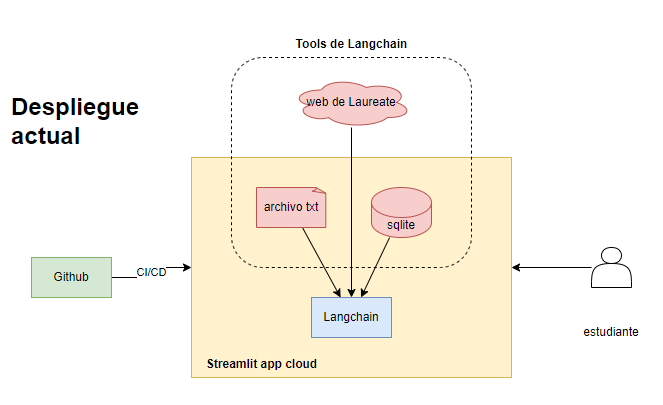 Tools de Langchain
Despliegue
actual
web de Laureate
archivo txt
sqlite
Github
CI/CD
Langchain
estudiante
Streamlit app cloud